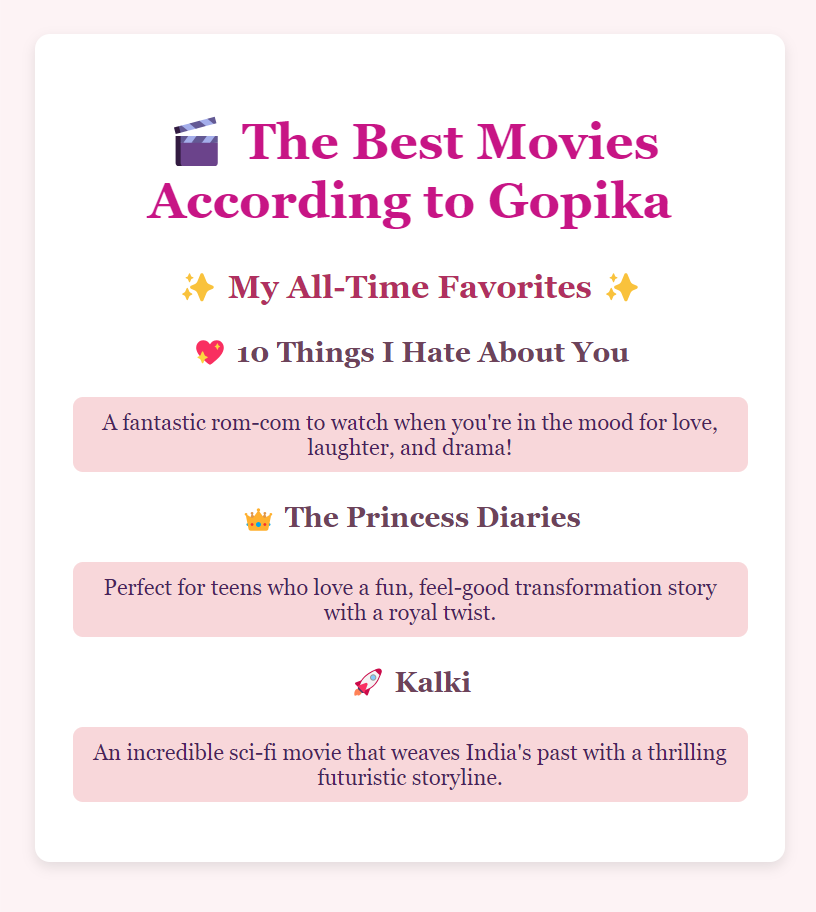 🎬 The Best Movies
According to Gopika
✨ My All-Time Favorites ✨
💖 10 Things I Hate About You
A fantastic rom-com to watch when you're in the mood for love,
laughter, and drama!
👑 The Princess Diaries
Perfect for teens who love a fun, feel-good transformation story
with a royal twist.
🚀 Kalki
An incredible sci-fi movie that weaves India's past with a thrilling
futuristic storyline.